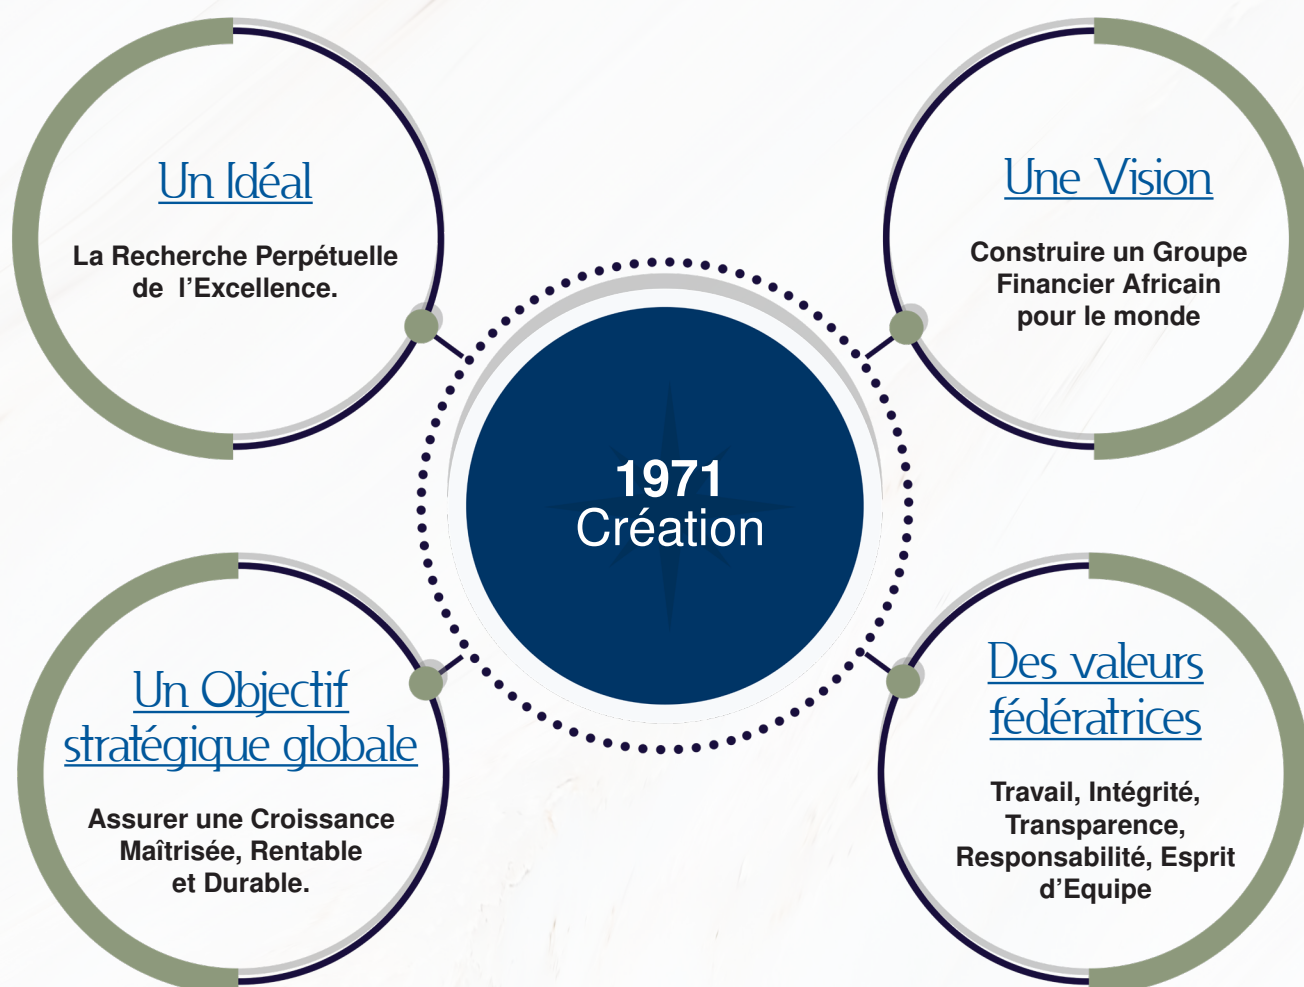 Un Idéal
La Recherche Perpétuelle
de l’Excellence.
Une Vision
Construire un Groupe
Financier Africain
pour le monde
1971
Création
Un Objectif
stratégique globale
Assurer une Croissance
Maîtrisée, Rentable
et Durable.
Des valeurs
fédératrices
Travail, Intégrité,
Transparence,
Responsabilité, Esprit
d’Equipe